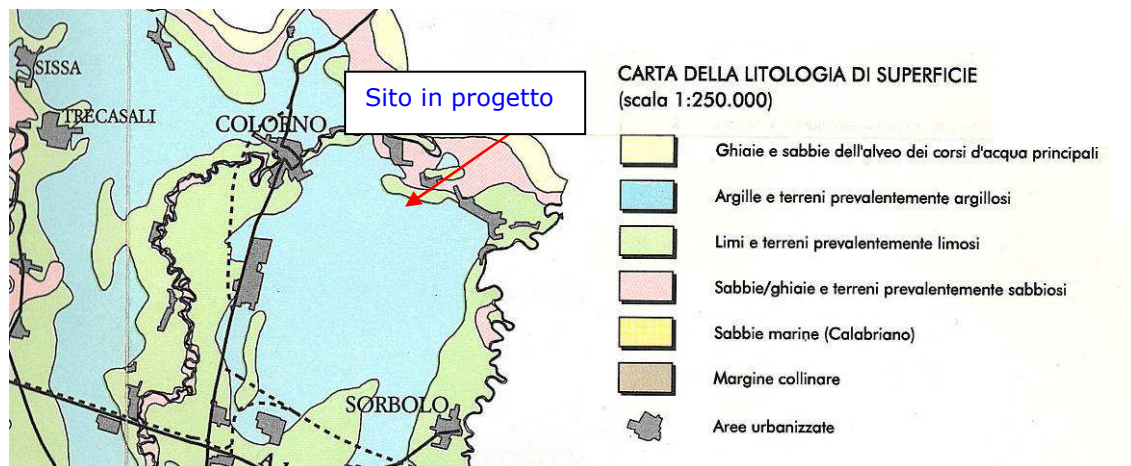 SISSA
TRECASALI
COLORNO
Sito in progetto
SORBOLO
CARTA DELLA LITOLOGIA DI SUPERFICIE
(scala 1:250.000)
Ghiaie e sabbie dell'alveo dei corsi d'acqua principali
Argille e terreni prevalentemente argillosi
Limi e terreni prevalentemente limosi
Sabbie/ghiaie e terreni prevalentemente sabbiosi
Sabbie marine (Calabriano)
Margine collinare
Aree urbanizzate